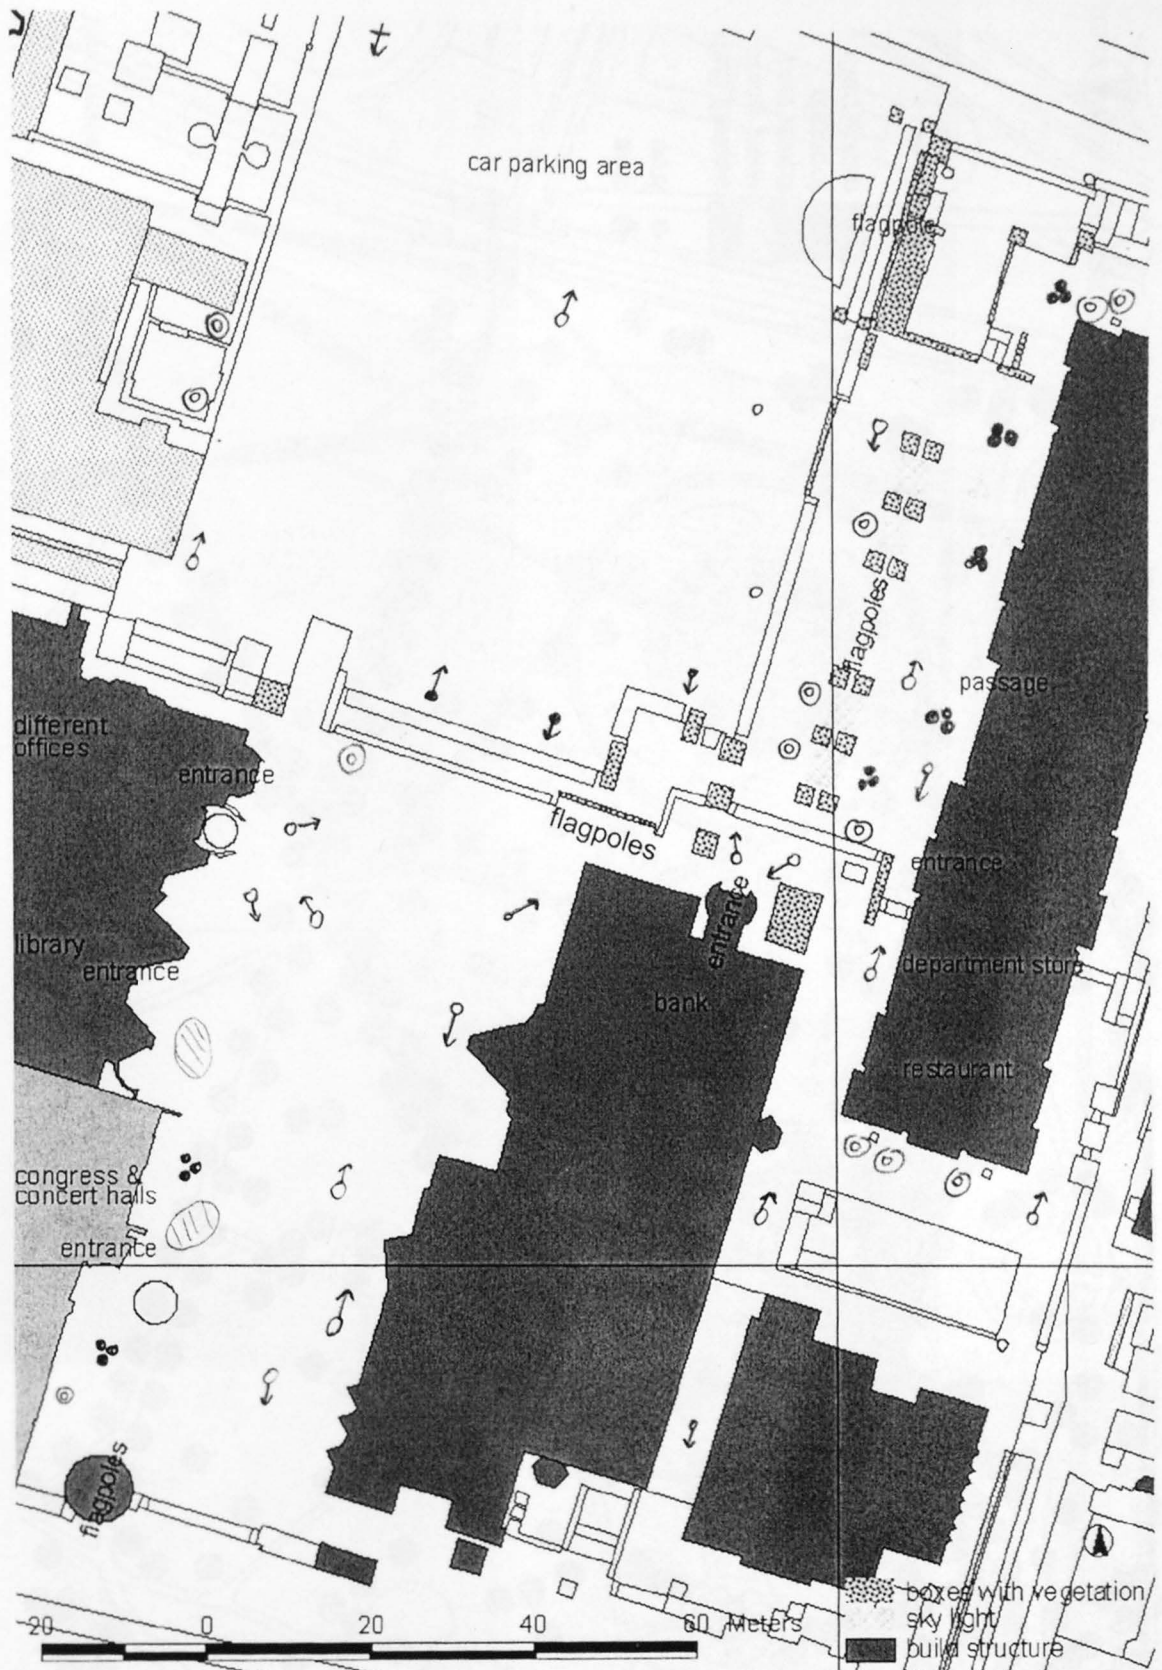 car parking area
flagpole
flagpoles
passage
different
offices
entrance
flagpoles
entrance
entrance
library
entrance
department store
bank
restaurant
congress &
concert halls
entrance
flagpoles
boxes with vegetation
sky light
build structure
20 0 20 40 60 Meters